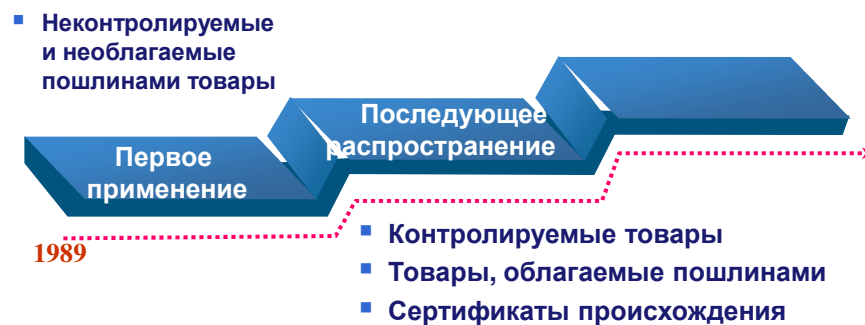 Неконтролируемые
и необлагаемые
пошлинами товары
Последующее
распространение
Первое
применение
1989
Контролируемые товары
Товары, облагаемые пошлинами
Сертификаты происхождения